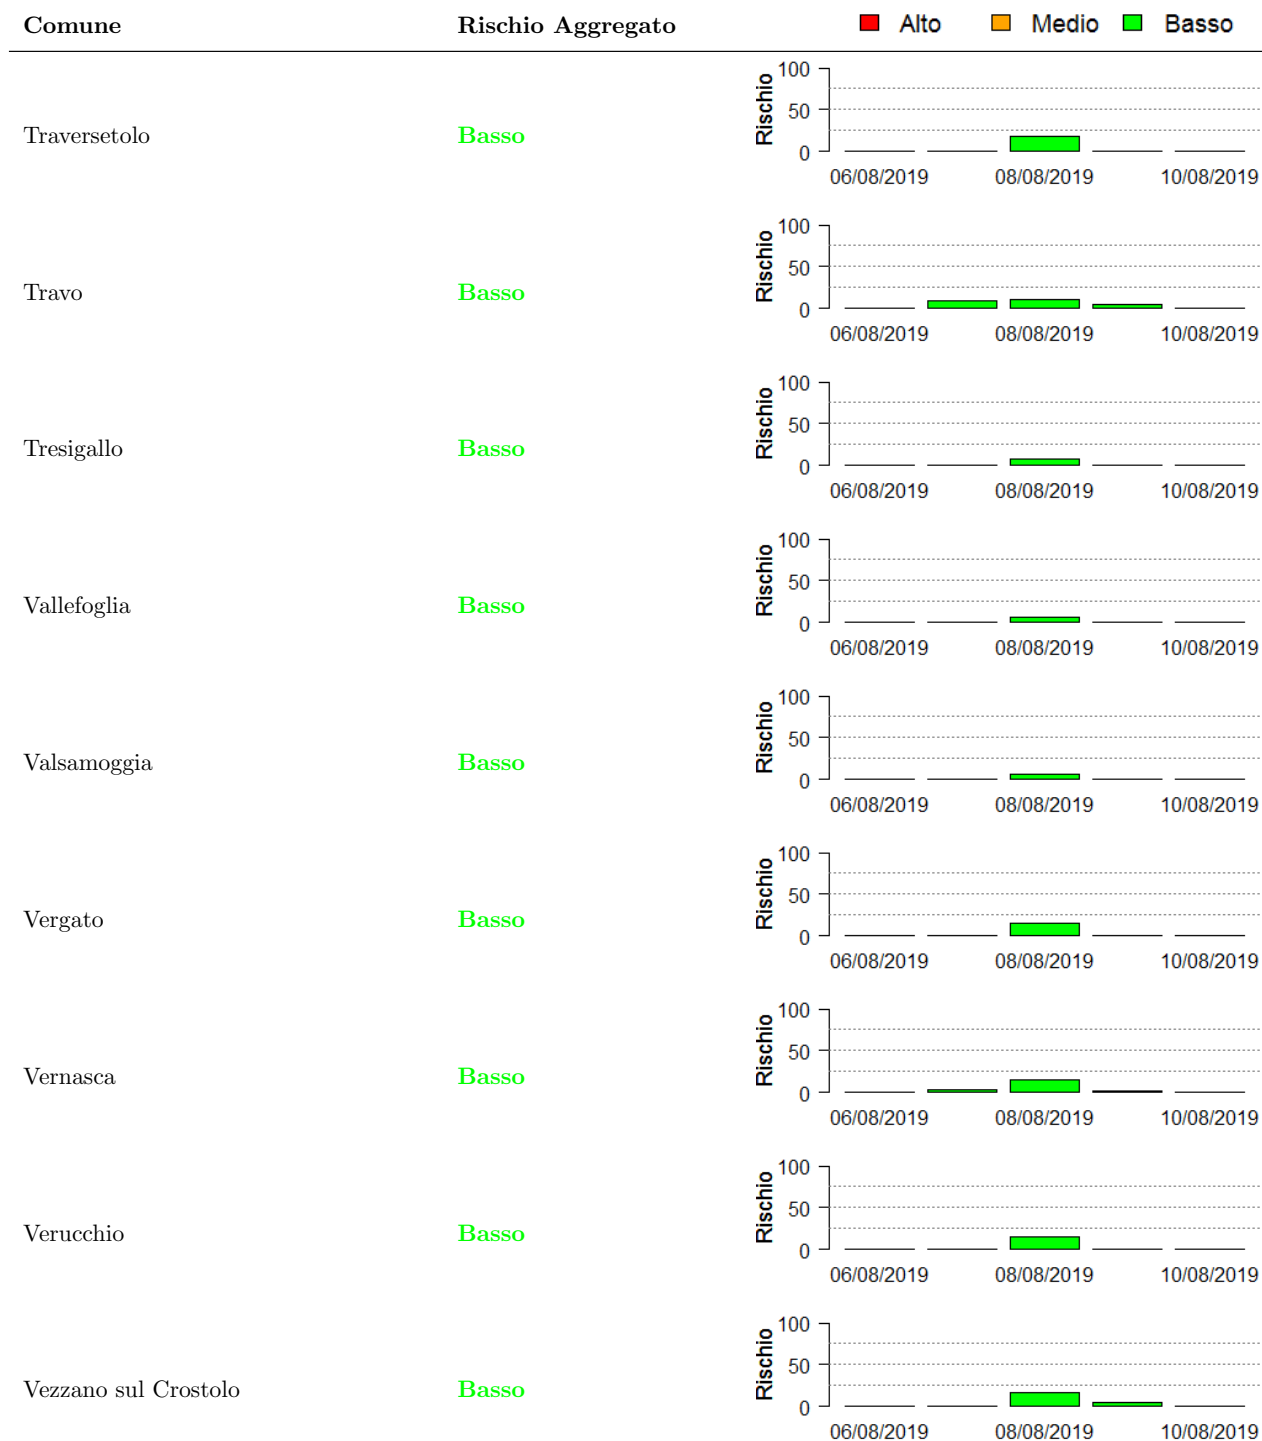 Comune Rischio Aggregato Alto Medio Basso
100
50
0
Rischio
Traversetolo Basso
06/08/2019 08/08/2019 10/08/2019
100
50
0
Rischio
Travo Basso
06/08/2019 08/08/2019 10/08/2019
100
50
0
Rischio
Tresigallo Basso
06/08/2019 08/08/2019 10/08/2019
100
50
0
Rischio
Vallefoglia Basso
06/08/2019 08/08/2019 10/08/2019
100
50
0
Rischio
Valsamoggia Basso
06/08/2019 08/08/2019 10/08/2019
100
50
0
Rischio
Vergato Basso
06/08/2019 08/08/2019 10/08/2019
100
50
0
Rischio
Vernasca Basso
06/08/2019 08/08/2019 10/08/2019
100
50
0
Rischio
Verucchio Basso
06/08/2019 08/08/2019 10/08/2019
100
50
0
Rischio
Vezzano sul Crostolo Basso
06/08/2019 08/08/2019 10/08/2019